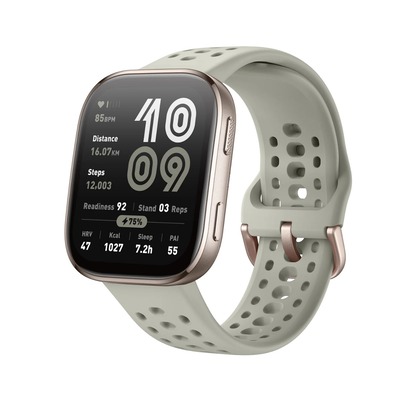 10
09
85BPM
Distance
16.07KM
Steps
12,003
Readiness 92 | Stand 03 Reps
75%
HRV Kcal Sleep PAI
47 1027 7.2h 55